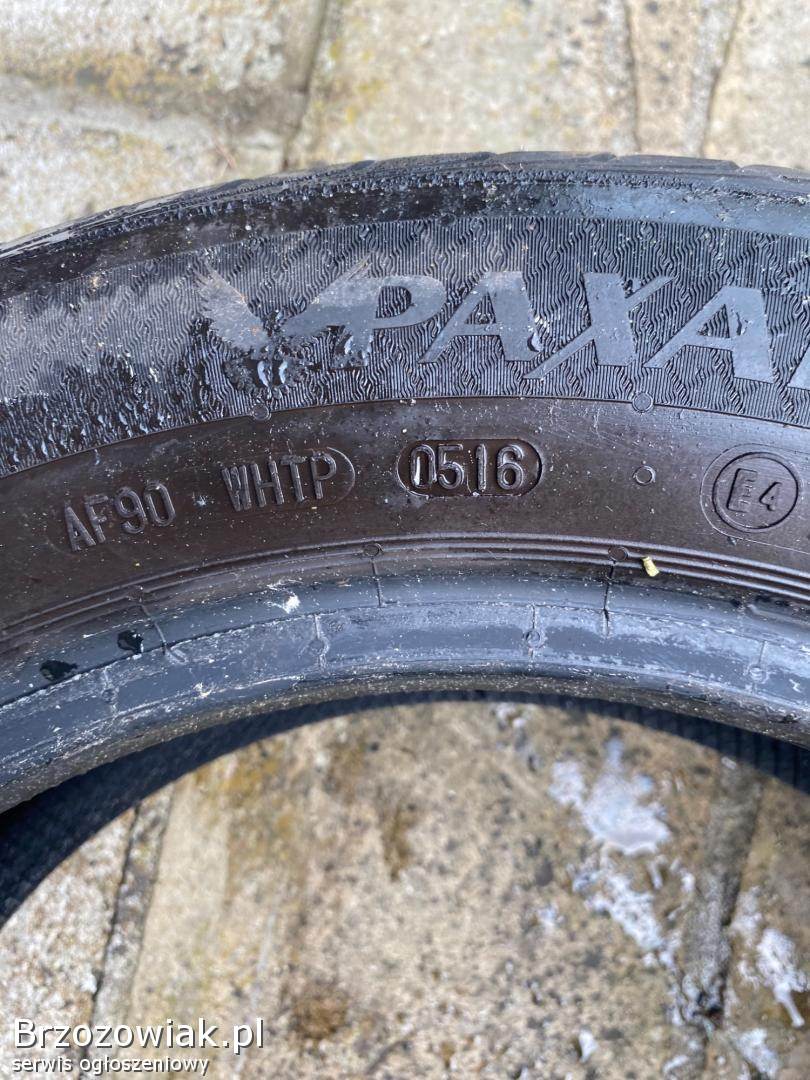 PAXA
AF90 WHTP 0516 E4
Brzozowiak.pl
serwis ogłoszeniowy